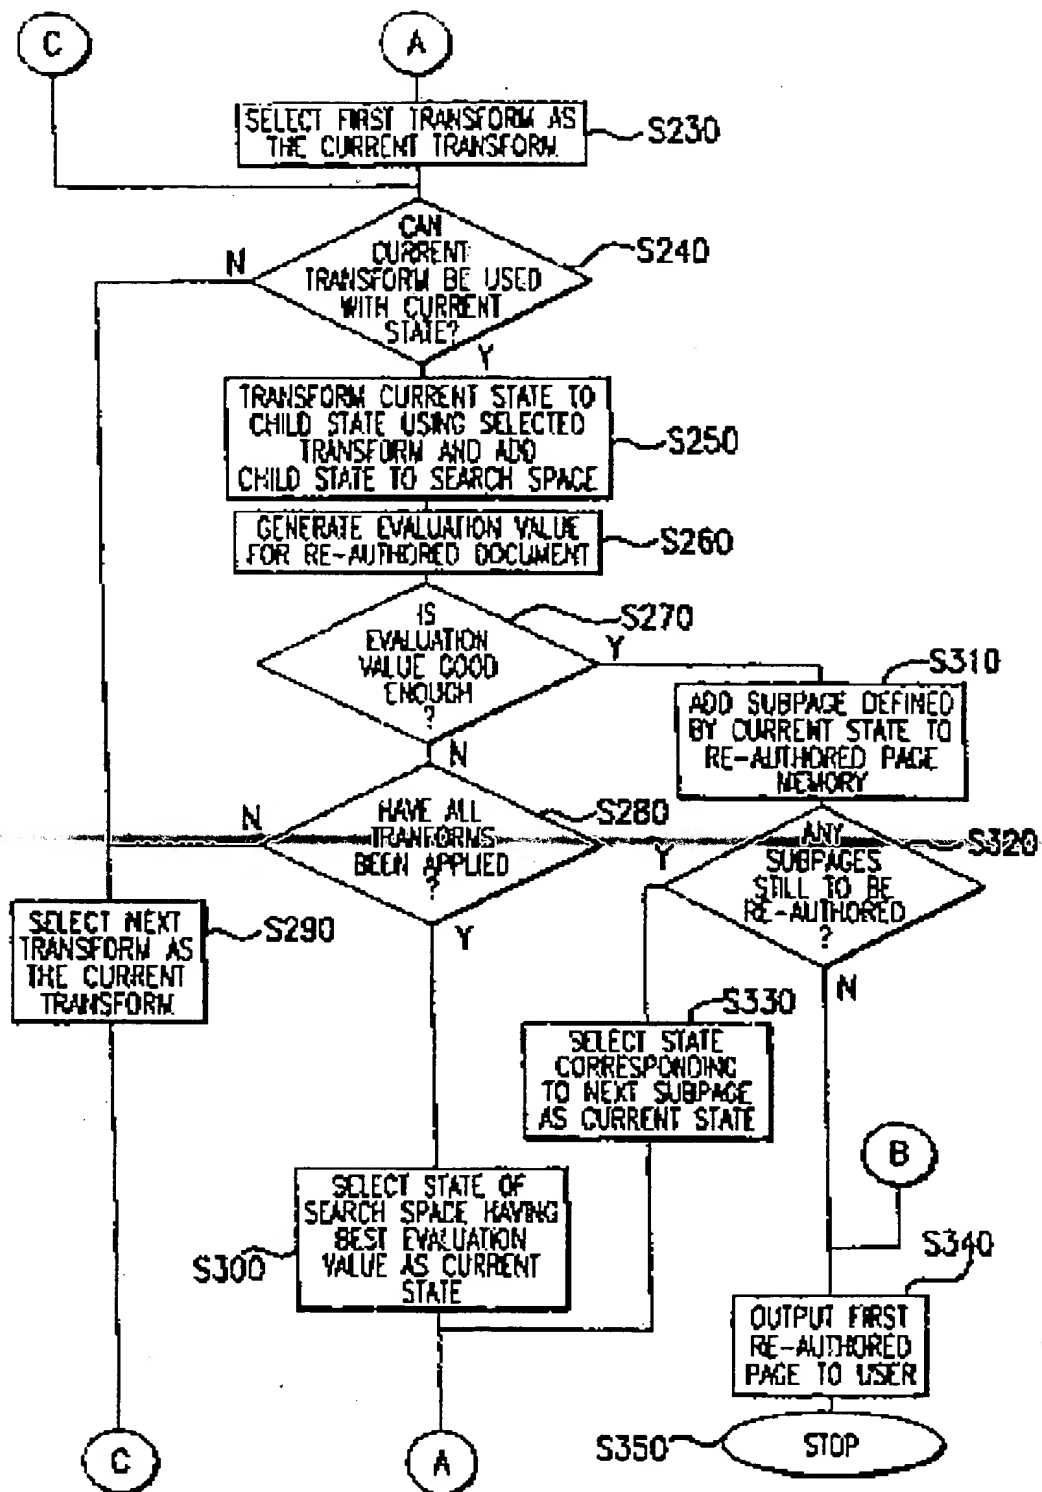 C
A
SELECT FIRST TRANSFORM AS
THE CURRENT TRANSFORM
S230
CAN
CURRENT
TRANSFORM BE USED
WITH CURRENT
STATE?
S240
N
Y
TRANSFORM CURRENT STATE TO
CHILD STATE USING SELECTED
TRANSFORM AND ADD
CHILD STATE TO SEARCH SPACE
S250
GENERATE EVALUATION VALUE
FOR RE-AUTHORED DOCUMENT
S260
IS
EVALUATION
VALUE GOOD
ENOUGH
?
S270
Y
N
S310
ADD SUBPAGE DEFINED
BY CURRENT STATE TO
RE-AUTHORED PAGE
MEMORY
HAVE ALL
TRANFORMS
BEEN APPLIED
?
S280
N
Y
ANY
SUBPAGES
STILL TO BE
RE-AUTHORED
?
S320
Y
N
SELECT NEXT
TRANSFORM AS
THE CURRENT
TRANSFORM
S290
S330
SELECT STATE
CORRESPONDING
TO NEXT SUBPAGE
AS CURRENT STATE
B
SELECT STATE OF
SEARCH SPACE HAVING
BEST EVALUATION
VALUE AS CURRENT
STATE
S300
S340
OUTPUT FIRST
RE-AUTHORED
PAGE TO USER
C
A
S350
STOP